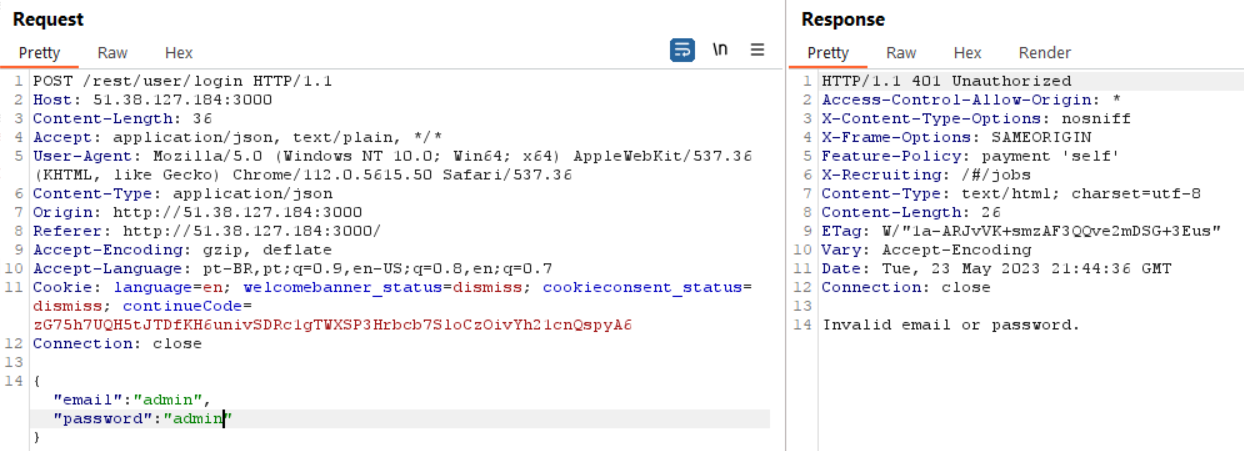 Request
Pretty Raw Hex
\n
1 POST /rest/user/login HTTP/1.1
2 Host: 51.38.127.184:3000
3 Content-Length: 36
4 Accept: application/json, text/plain, */*
5 User-Agent: Mozilla/5.0 (Windows NT 10.0; Win64; x64) AppleWebKit/537.36
(KHTML, like Gecko) Chrome/112.0.5615.50 Safari/537.36
6 Content-Type: application/json
7 Origin: http://51.38.127.184:3000
8 Referer: http://51.38.127.184:3000/
9 Accept-Encoding: gzip, deflate
10 Accept-Language: pt-BR,pt;q=0.9,en-US;q=0.8,en;q=0.7
11 Cookie: language=en; welcomebanner_status=dismiss; cookieconsent_status=
dismiss; continueCode=
zG75h7UQH5tJTDfKH6univSDRc1gTWXSP3Hrbcb7SloCzOivYh21cnQspyA6
12 Connection: close
13
14 {
"email":"admin",
"password":"admin"
}
Response
Pretty Raw Hex Render
1 HTTP/1.1 401 Unauthorized
2 Access-Control-Allow-Origin: *
3 X-Content-Type-Options: nosniff
4 X-Frame-Options: SAMEORIGIN
5 Feature-Policy: payment 'self'
6 X-Recruiting: /#/jobs
7 Content-Type: text/html; charset=utf-8
8 Content-Length: 26
9 ETag: W/"1a-ARJvVK+smzAF3QQve2mDSG+3Eus"
10 Vary: Accept-Encoding
11 Date: Tue, 23 May 2023 21:44:36 GMT
12 Connection: close
13
14 Invalid email or password.